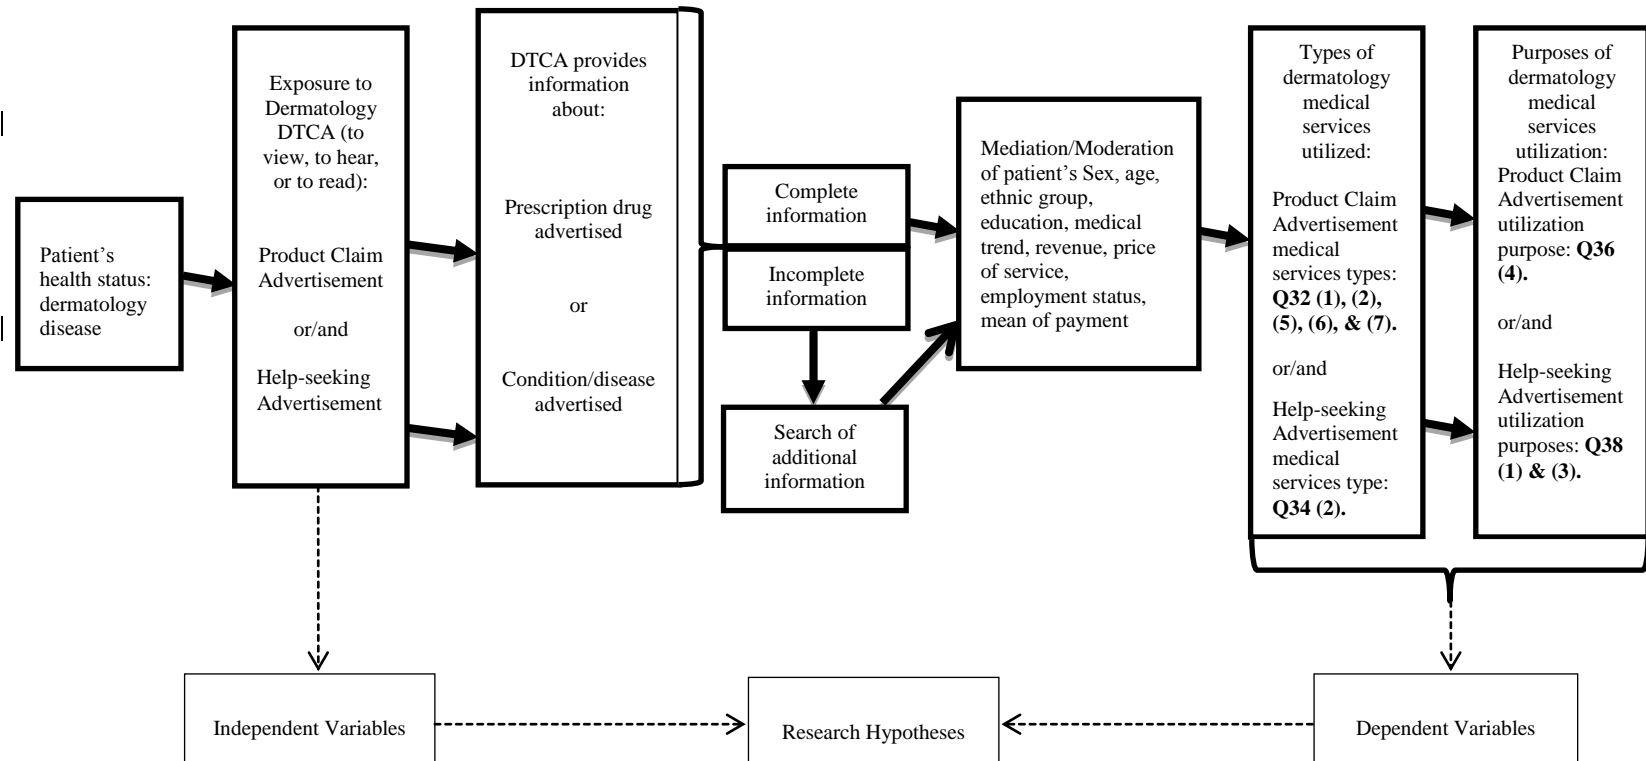 Patient's
health status:
dermatology
disease
Exposure to
Dermatology
DTCA (to
view, to hear,
or to read):
Product Claim
Advertisement
or/and
Help-seeking
Advertisement
DTCA provides
information
about:
Prescription drug
advertised
or
Condition/disease
advertised
Complete
information
Incomplete
information
Search of
additional
information
Mediation/Moderation
of patient's Sex, age,
ethnic group,
education, medical
trend, revenue, price
of service,
employment status,
mean of payment
Types of
dermatology
medical
services
utilized:
Product Claim
Advertisement
medical
services types:
Q32 (1), (2),
(5), (6), & (7).
or/and
Help-seeking
Advertisement
medical
services type:
Q34 (2).
Purposes of
dermatology
medical
services
utilization:
Product Claim
Advertisement
utilization
purpose: Q36
(4).
or/and
Help-seeking
Advertisement
utilization
purposes: Q38
(1) & (3).
Independent Variables
Research Hypotheses
Dependent Variables